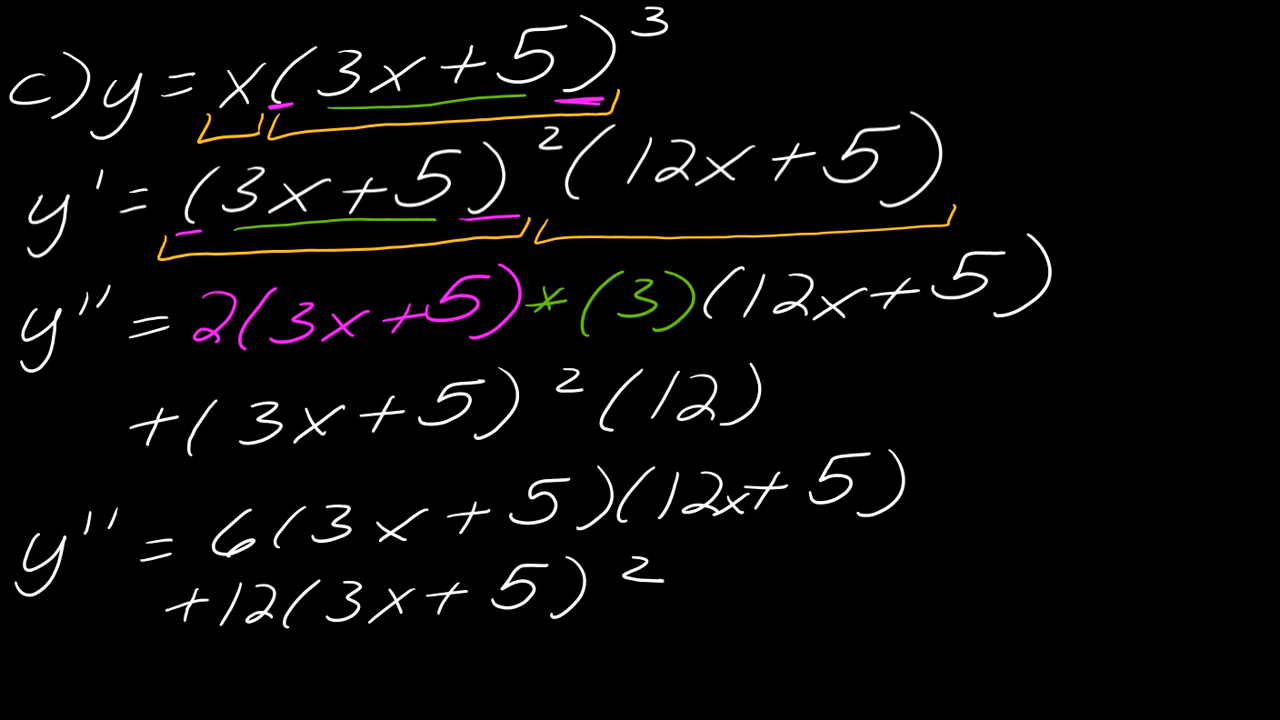 c) y = x(3x+5)³
y' = (3x+5)²(12x+5)
y'' = 2(3x+5)*(3)(12x+5)
+(3x+5)²(12)
y'' = 6(3x+5)(12x+5)
+12(3x+5)²